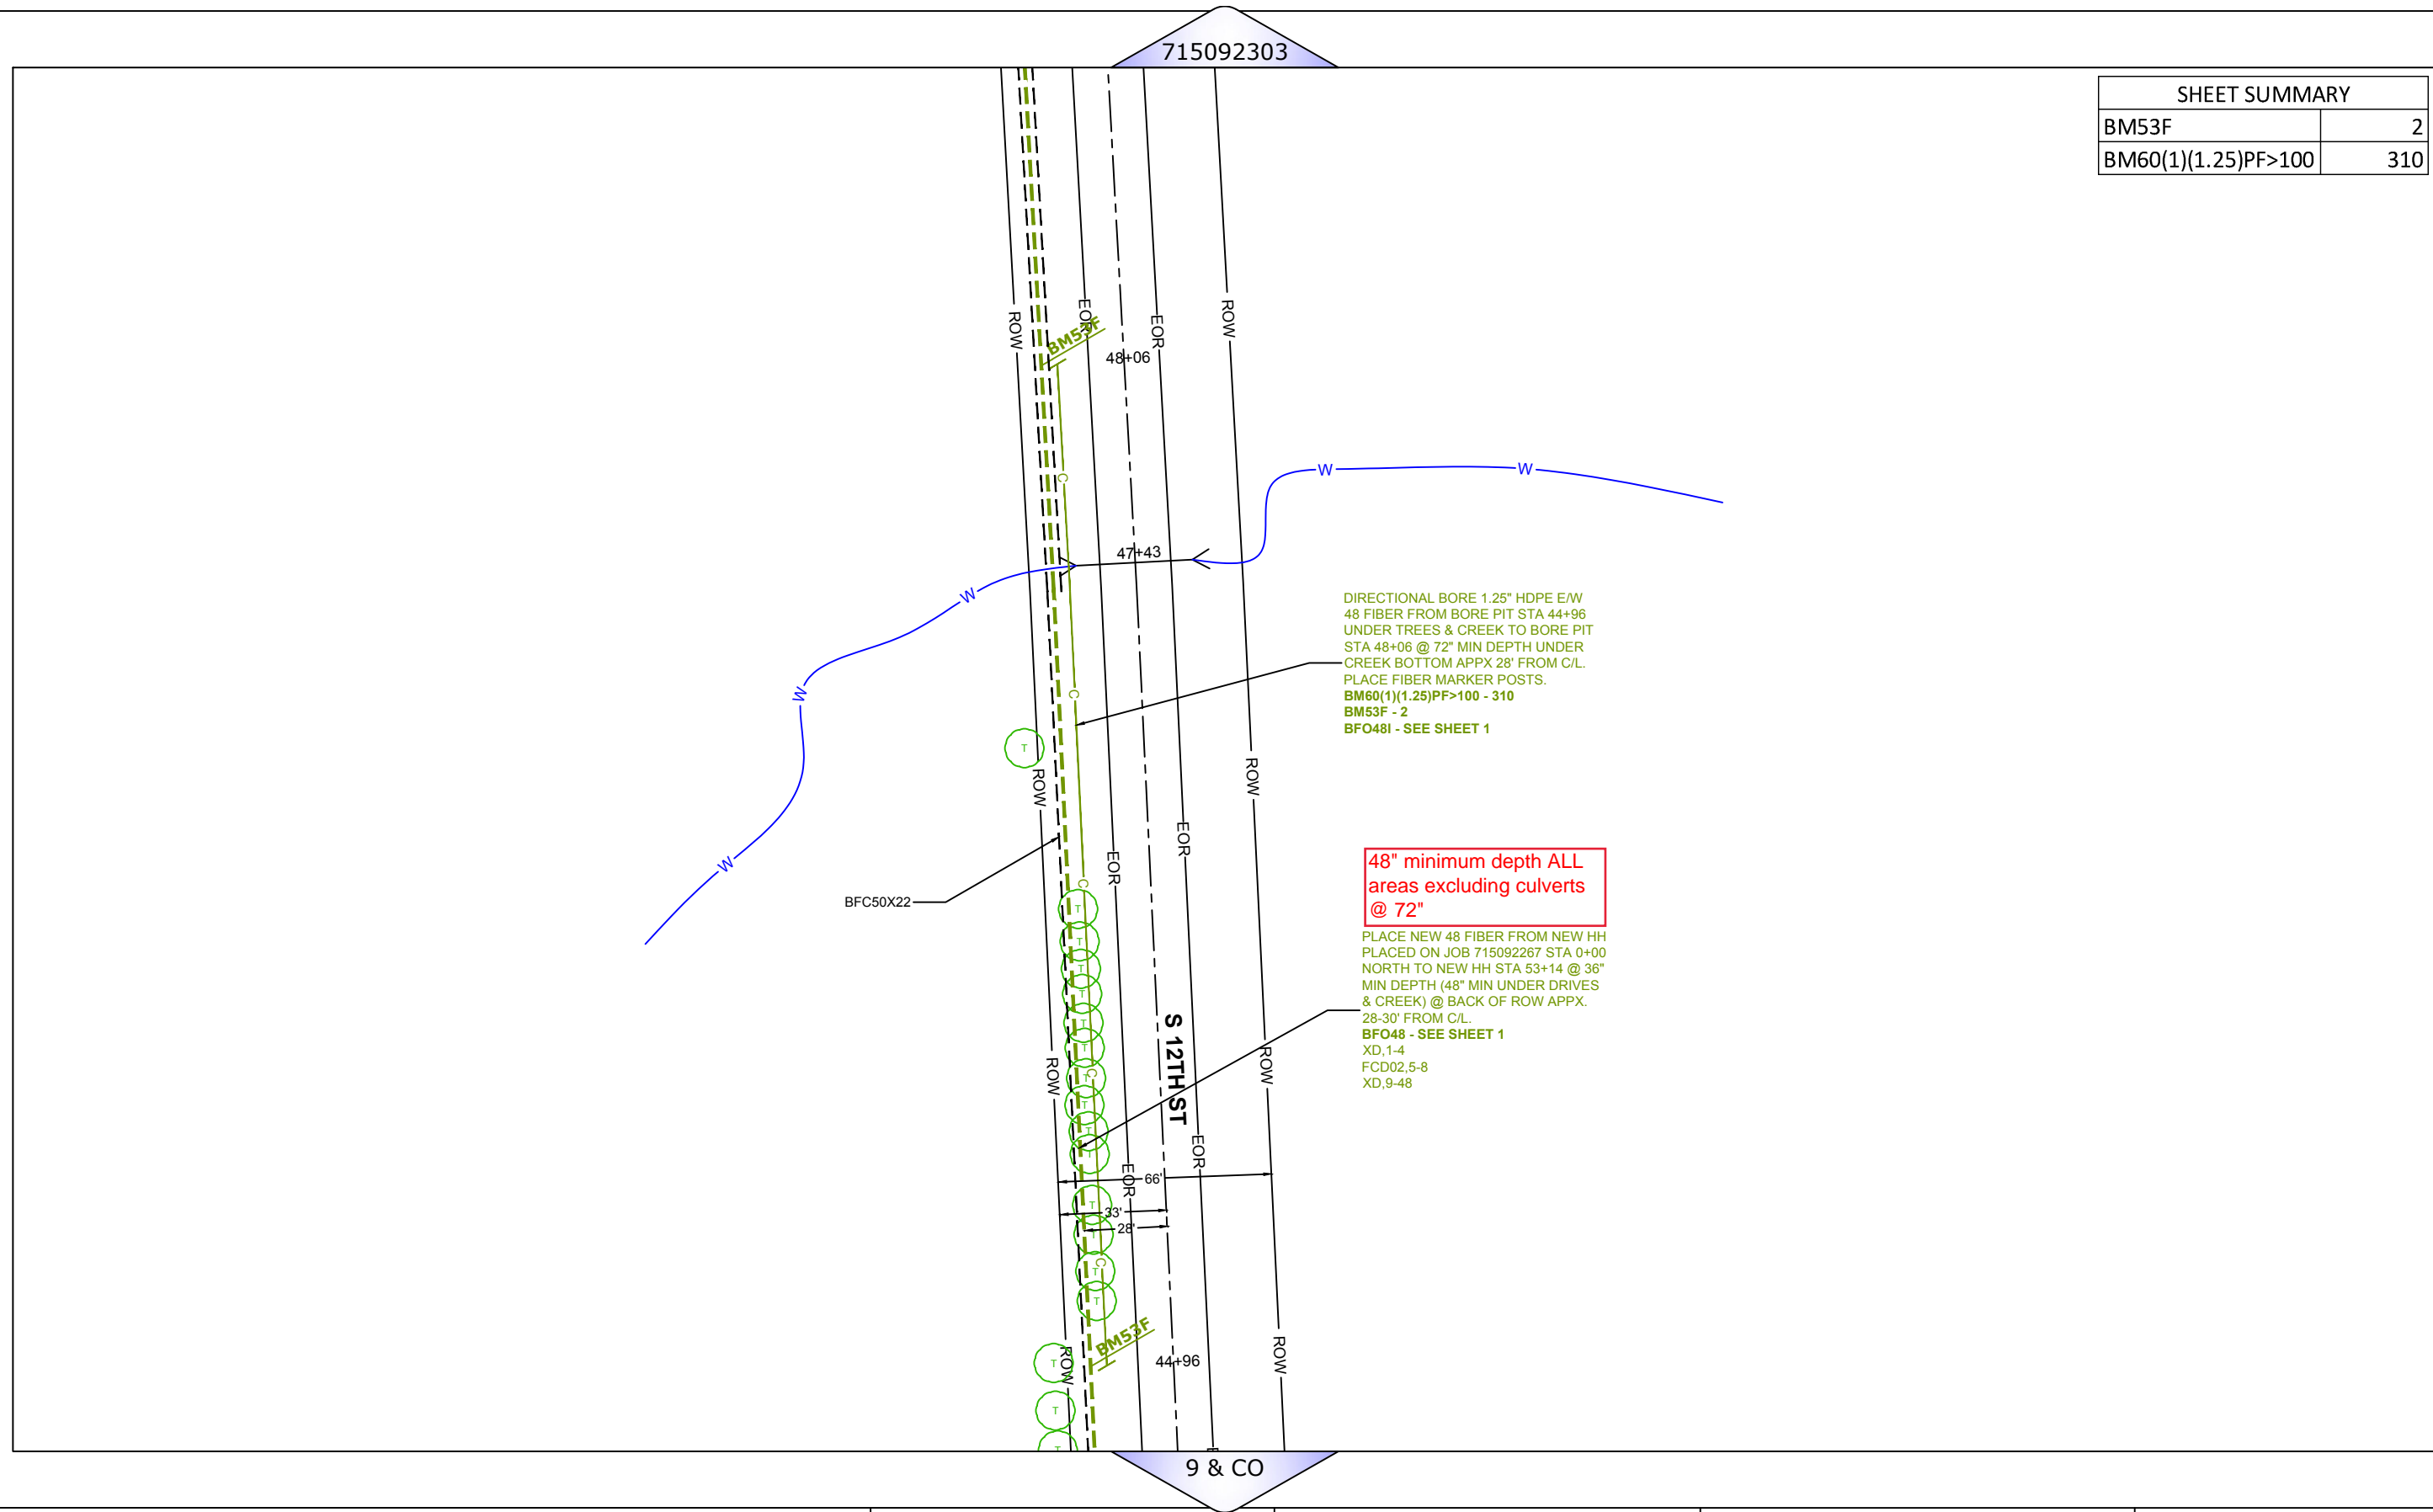 715092303
SHEET SUMMARY
BM53F 2
BM60(1)(1.25)PF>100 310
ROW
EOR
EOR
ROW
BM53F
48+06
C
W
W
47+43
W
DIRECTIONAL BORE 1.25" HDPE E/W
48 FIBER FROM BORE PIT STA 44+96
UNDER TREES & CREEK TO BORE PIT
STA 48+06 @ 72" MIN DEPTH UNDER
CREEK BOTTOM APPX 28' FROM C/L.
PLACE FIBER MARKER POSTS.
BM60(1)(1.25)PF>100 - 310
BM53F - 2
BFO48I - SEE SHEET 1
W
C
T
ROW
ROW
EOR
EOR
W
C
BFC50X22
48" minimum depth ALL
areas excluding culverts
@ 72"
PLACE NEW 48 FIBER FROM NEW HH
PLACED ON JOB 715092267 STA 0+00
NORTH TO NEW HH STA 53+14 @ 36"
MIN DEPTH (48" MIN UNDER DRIVES
& CREEK) @ BACK OF ROW APPX.
28-30' FROM C/L.
BFO48 - SEE SHEET 1
XD,1-4
FCD02,5-8
XD,9-48
T
T
T
T
T
T
T
T
T
T
C
S 12TH ST
ROW
ROW
EOR
EOR
66'
33'
28'
T
T
T
T
C
BM53F
44+96
ROW
ROW
T
T
T
9 & CO